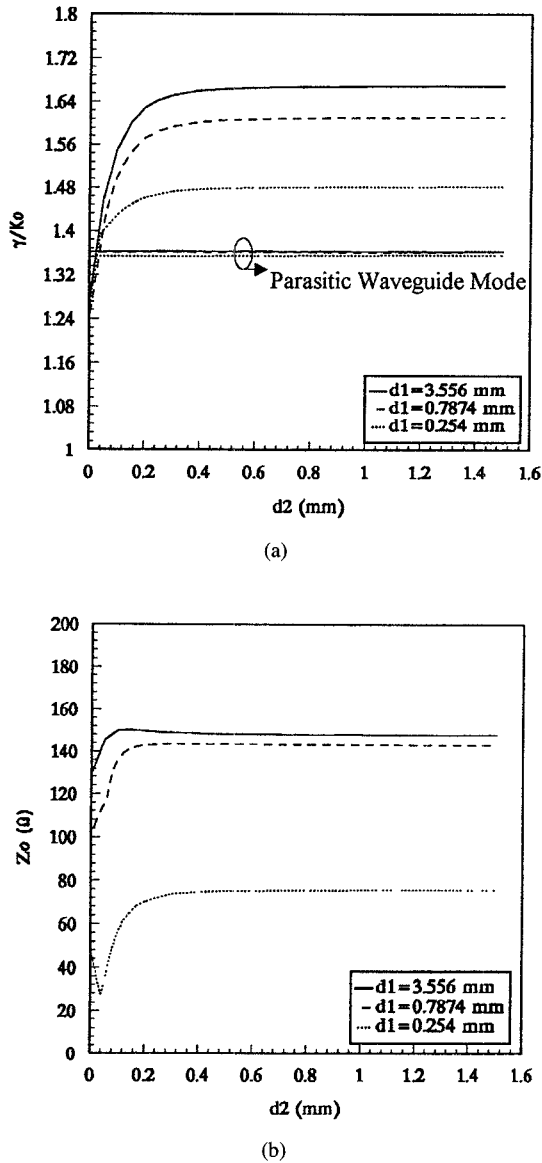 1.8
1.72
1.64
1.56
1.48
1.4
1.32
1.24
1.16
1.08
1
γ/Ko
Parasitic Waveguide Mode
d1=3.556 mm
d1=0.7874 mm
d1=0.254 mm
0 0.2 0.4 0.6 0.8 1 1.2 1.4 1.6
d2 (mm)
(a)
200
180
160
140
120
100
80
60
40
20
0
Zo (Ω)
d1=3.556 mm
d1=0.7874 mm
d1=0.254 mm
0 0.2 0.4 0.6 0.8 1 1.2 1.4 1.6
d2 (mm)
(b)